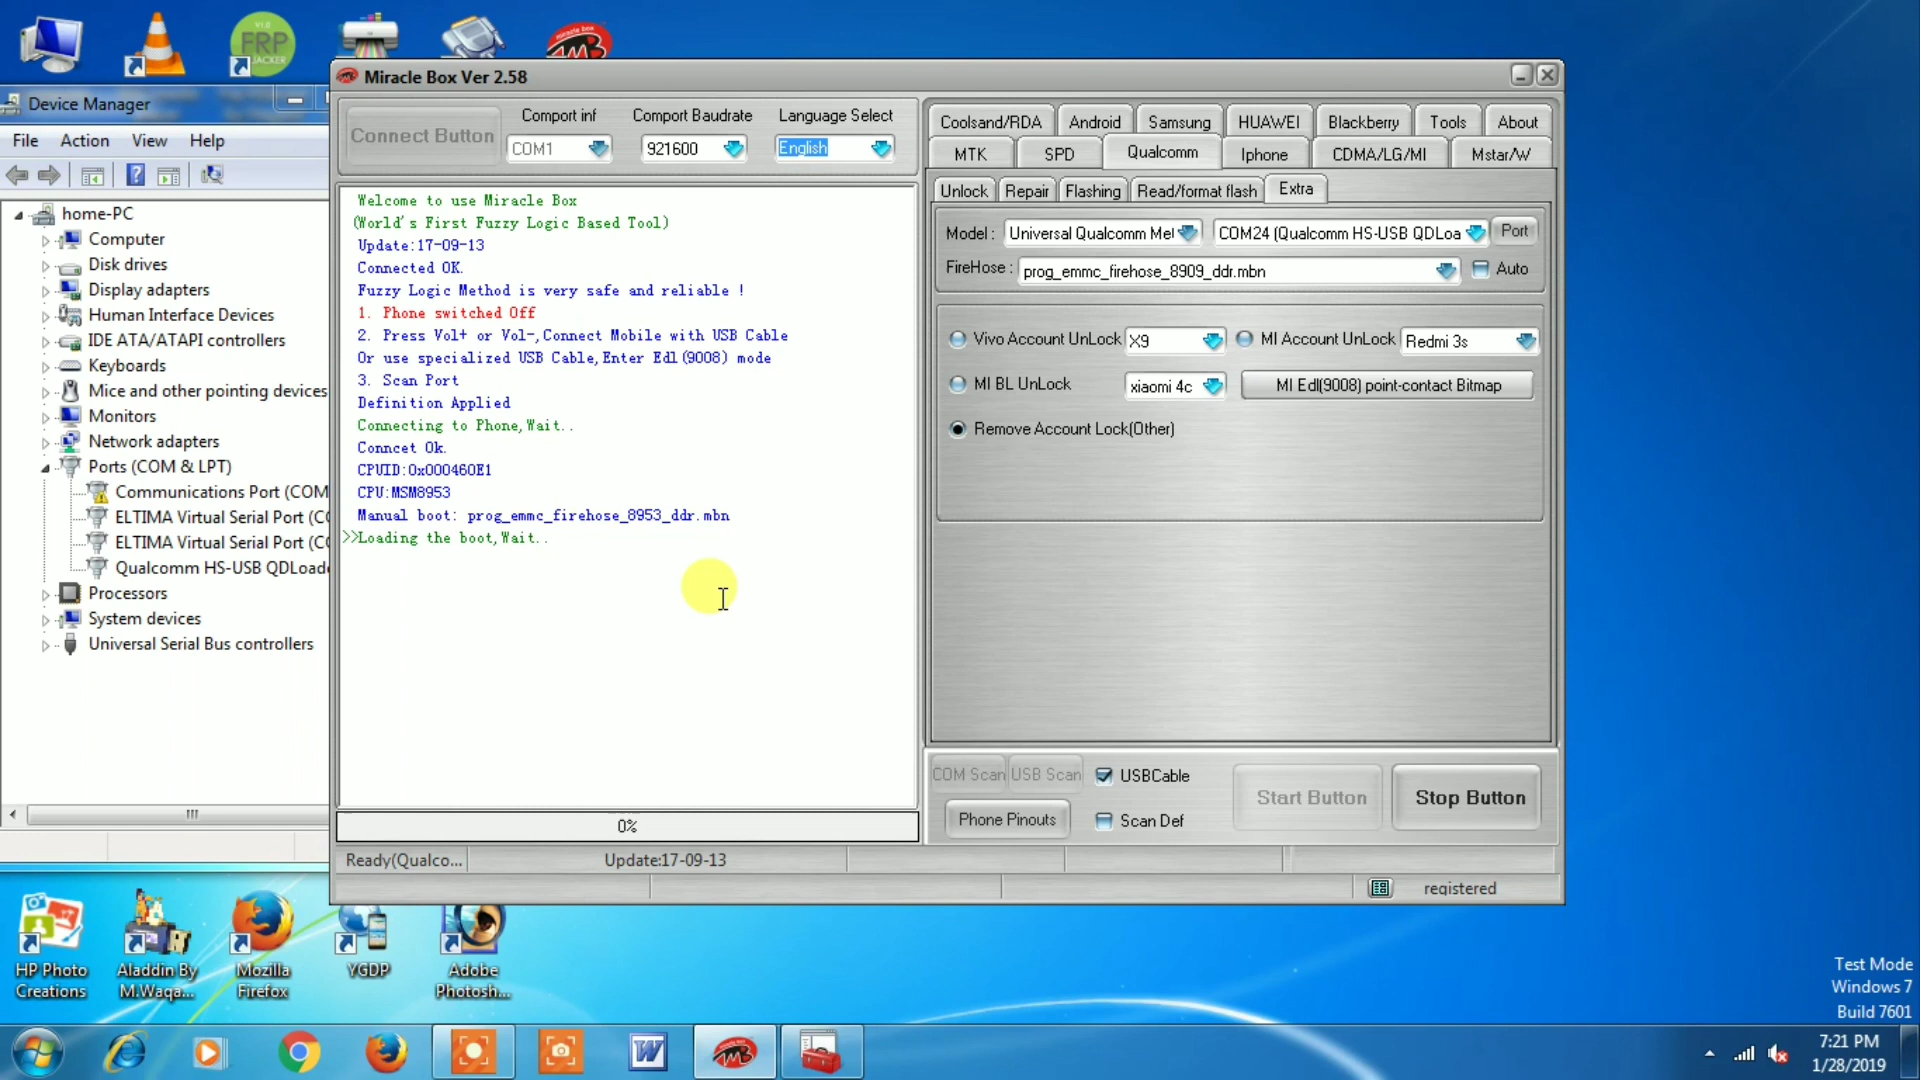 V1.0
FRP
JACKER
miracle box
MB
Device Manager
File Action View Help
home-PC
Computer
Disk drives
Display adapters
Human Interface Devices
IDE ATA/ATAPI controllers
Keyboards
Mice and other pointing devices
Monitors
Network adapters
Ports (COM & LPT)
Communications Port (COM
ELTIMA Virtual Serial Port (CO
ELTIMA Virtual Serial Port (CO
Qualcomm HS-USB QDLoade
Processors
System devices
Universal Serial Bus controllers
Miracle Box Ver 2.58
Connect Button
Comport inf
COM1
Comport Baudrate
921600
Language Select
English
Welcome to use Miracle Box
(World's First Fuzzy Logic Based Tool)
Update:17-09-13
Connected OK.
Fuzzy Logic Method is very safe and reliable !
1. Phone switched Off
2. Press Vol+ or Vol-,Connect Mobile with USB Cable
Or use specialized USB Cable,Enter Edl(9008) mode
3. Scan Port
Definition Applied
Connecting to Phone,Wait..
Conncet Ok.
CPUID:0x000460E1
CPU:MSM8953
Manual boot: prog_emmc_firehose_8953_ddr.mbn
>>Loading the boot,Wait..
0%
Coolsand/RDA Android Samsung HUAWEI Blackberry Tools About
MTK SPD Qualcomm Iphone CDMA/LG/MI Mstar/W
Unlock Repair Flashing Read/format flash Extra
Model : Universal Qualcomm Me COM24 (Qualcomm HS-USB QDLoa Port
FireHose : prog_emmc_firehose_8909_ddr.mbn Auto
Vivo Account UnLock X9 MI Account UnLock Redmi 3s
MI BL UnLock xiaomi 4c MI Edl(9008) point-contact Bitmap
Remove Account Lock(Other)
COM Scan USB Scan USBCable
Phone Pinouts Scan Def
Start Button Stop Button
Ready(Qualco... Update:17-09-13
registered
HP Photo
Creations
Aladdin By
M.Waqa...
Mozilla
Firefox
YGDP
Adobe
Photosh...
Test Mode
Windows 7
Build 7601
W
MB
7:21 PM
1/28/2019